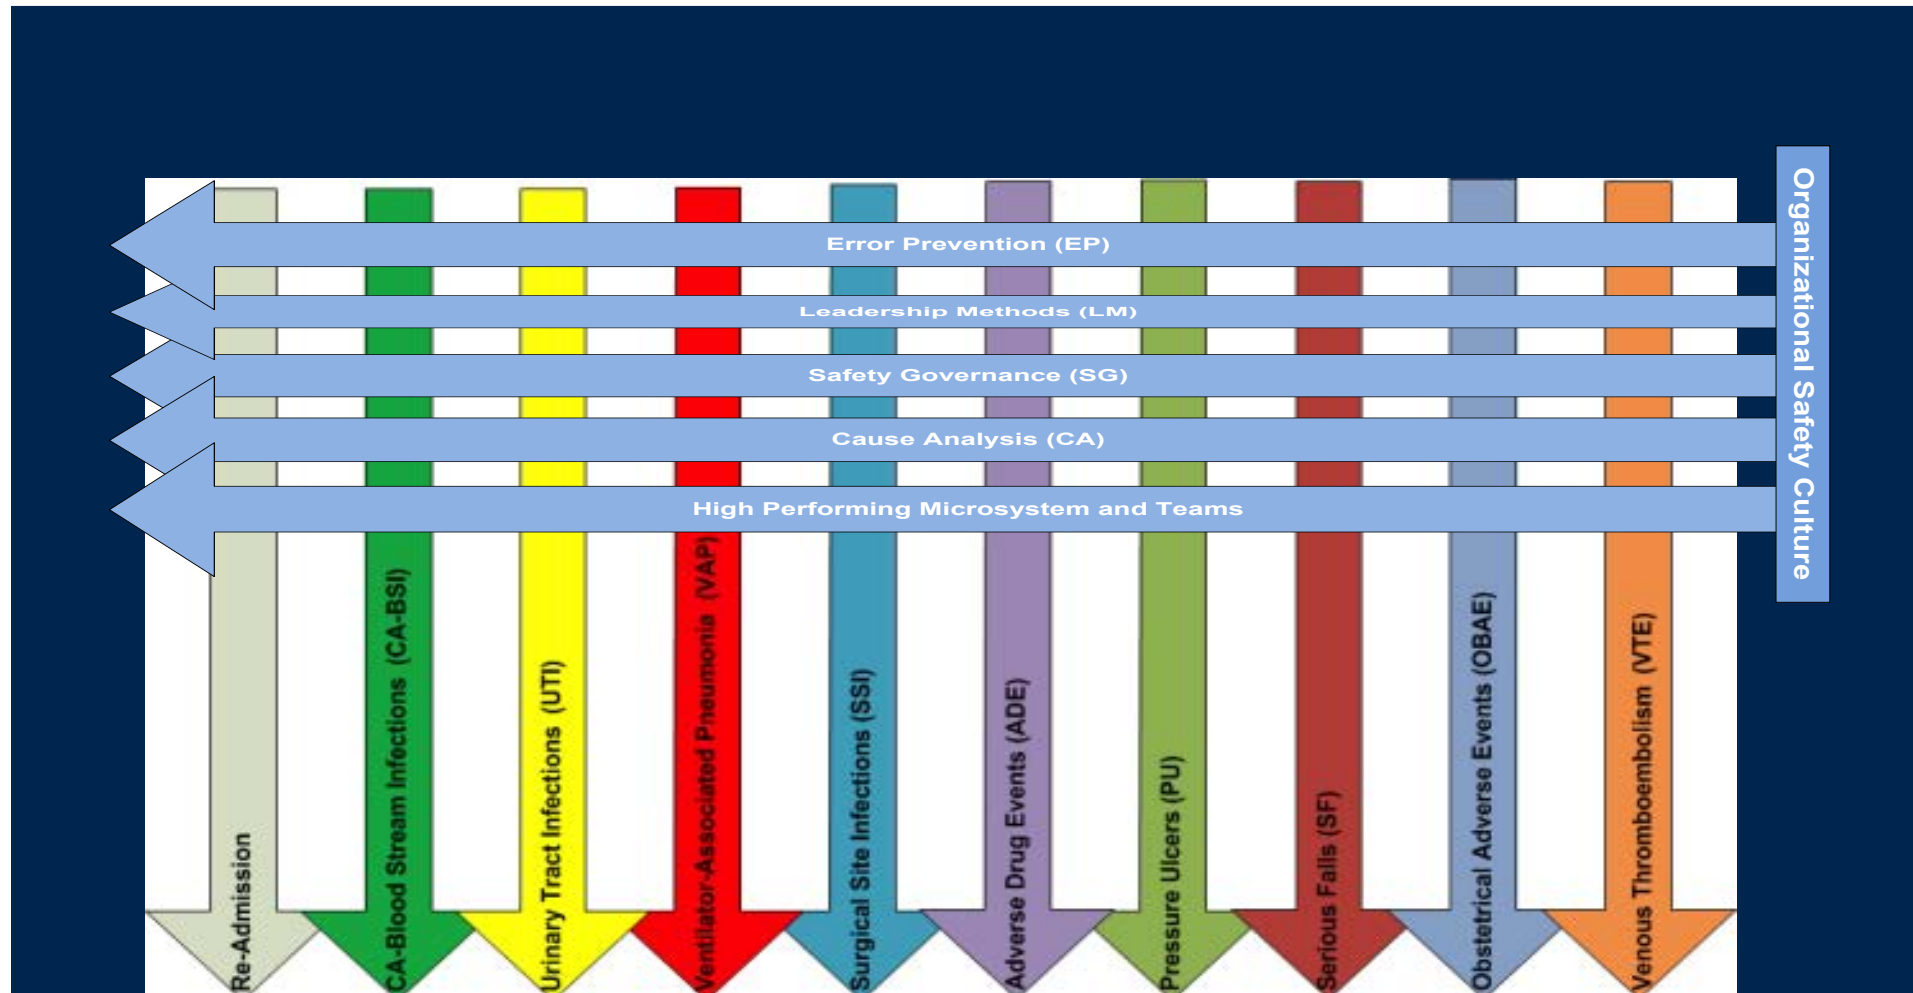 Organizational Safety Culture
Error Prevention (EP)
Leadership Methods (LM)
Safety Governance (SG)
Cause Analysis (CA)
High Performing Microsystem and Teams
Re-Admission
CA-Blood Stream Infections (CA-BSI)
Urinary Tract Infections (UTI)
Ventilator-Associated Pneumonia (VAP)
Surgical Site Infections (SSI)
Adverse Drug Events (ADE)
Pressure Ulcers (PU)
Serious Falls (SF)
Obstetrical Adverse Events (OBAE)
Venous Thromboembolism (VTE)